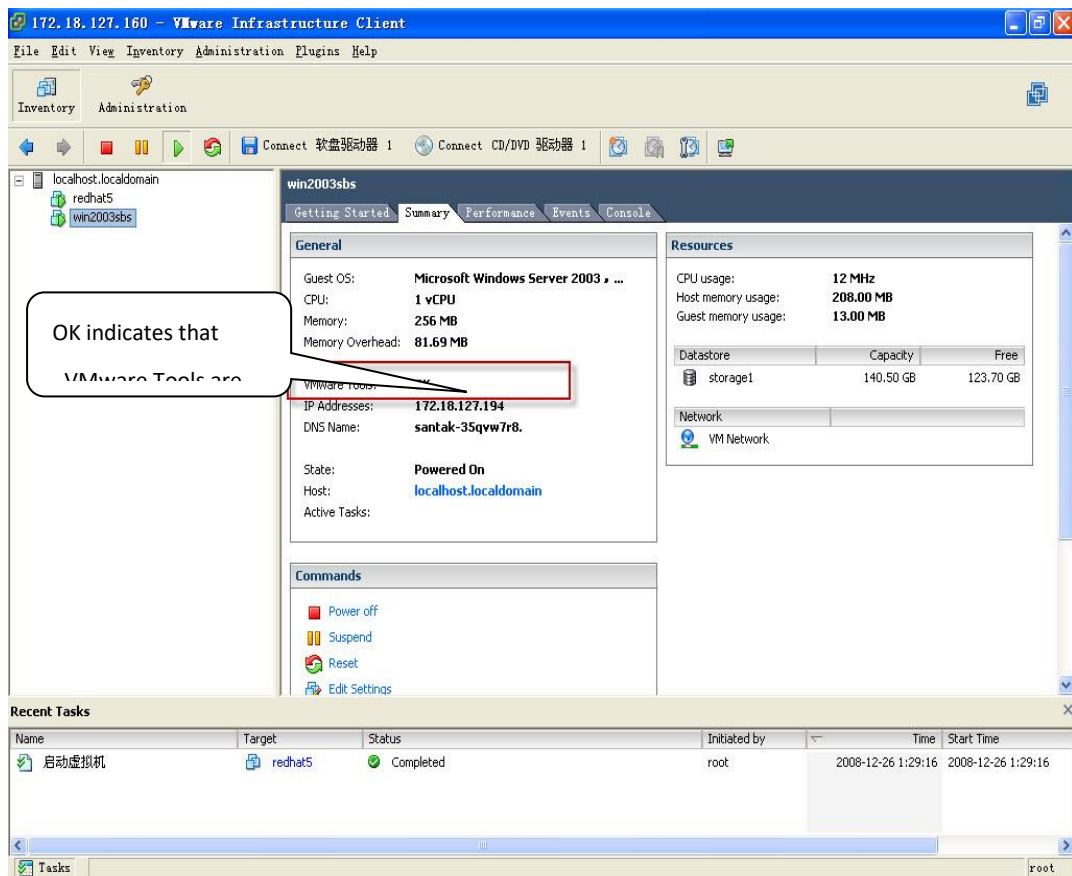 172.18.127.160 - VMware Infrastructure Client
File Edit View Inventory Administration Plugins Help
Inventory Administration
Connect 软盘驱动器 1 Connect CD/DVD 驱动器 1
localhost.localdomain
redhat5
win2003sbs
win2003sbs
Getting Started Summary Performance Events Console
General
Guest OS: Microsoft Windows Server 2003, ...
CPU: 1 vCPU
Memory: 256 MB
Memory Overhead: 81.69 MB
VMware Tools:
IP Addresses: 172.18.127.194
DNS Name: santak-35qvw7r8.
State: Powered On
Host: localhost.localdomain
Active Tasks:
OK indicates that
VMware Tools are
Commands
Power off
Suspend
Reset
Edit Settings
Resources
CPU usage: 12 MHz
Host memory usage: 208.00 MB
Guest memory usage: 13.00 MB
Datastore Capacity Free
storage1 140.50 GB 123.70 GB
Network
VM Network
Recent Tasks
Name Target Status Initiated by Time Start Time
启动虚拟机 redhat5 Completed root 2008-12-26 1:29:16 2008-12-26 1:29:16
Tasks root